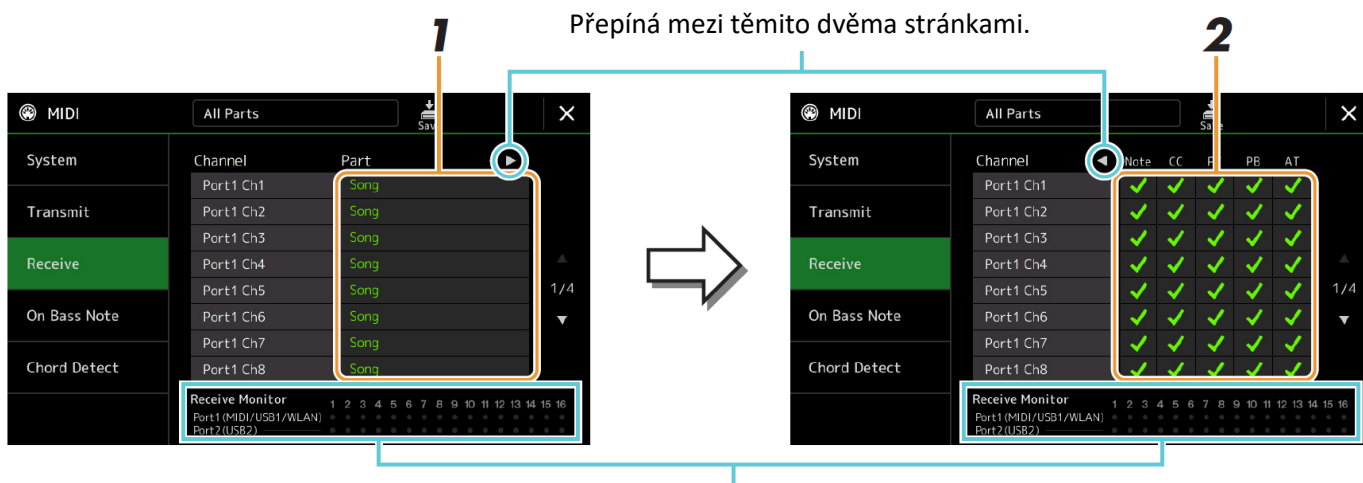 1
Přepíná mezi těmito dvěma stránkami.
2
MIDI
All Parts
Save
System
Transmit
Receive
On Bass Note
Chord Detect
Channel Part
Port1 Ch1 Song
Port1 Ch2 Song
Port1 Ch3 Song
Port1 Ch4 Song
Port1 Ch5 Song
Port1 Ch6 Song
Port1 Ch7 Song
Port1 Ch8 Song
1/4
Receive Monitor 1 2 3 4 5 6 7 8 9 10 11 12 13 14 15 16
Port1(MIDI/USB1/WLAN)
Port2(USB2)
MIDI
All Parts
Save
System
Transmit
Receive
On Bass Note
Chord Detect
Channel Note CC PB AT
Port1 Ch1
Port1 Ch2
Port1 Ch3
Port1 Ch4
Port1 Ch5
Port1 Ch6
Port1 Ch7
Port1 Ch8
1/4
Receive Monitor 1 2 3 4 5 6 7 8 9 10 11 12 13 14 15 16
Port1(MIDI/USB1/WLAN)
Port2(USB2)